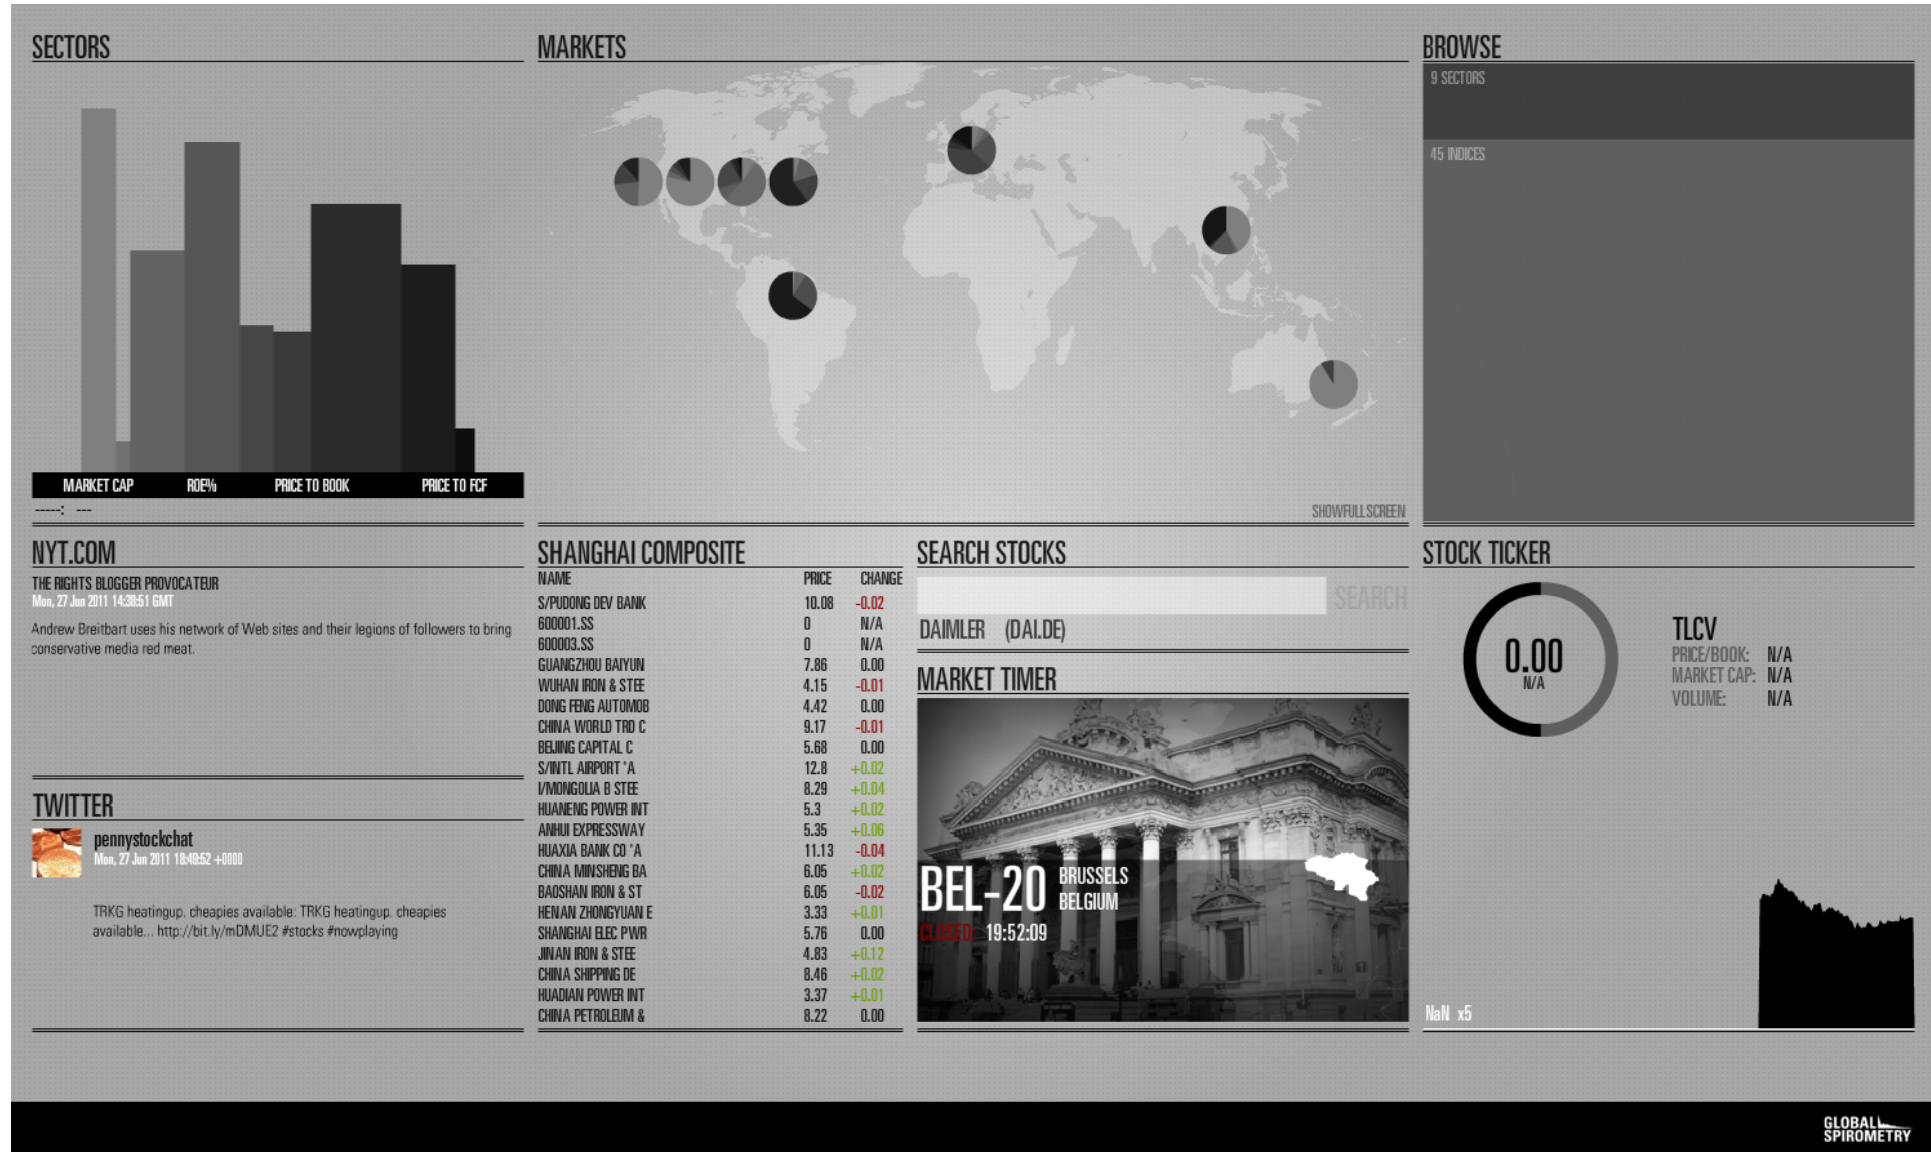 SECTORS
MARKET CAP ROE% PRICE TO BOOK PRICE TO FCF
-----: ---
MARKETS
SHOWFULLSCREEN
BROWSE
9 SECTORS
45 INDICES
NYT.COM
THE RIGHTS BLOGGER PROVOCATEUR
Mon, 27 Jun 2011 14:38:51 GMT
Andrew Breitbart uses his network of Web sites and their legions of followers to bring
conservative media red meat.
TWITTER
pennystockchat
Mon, 27 Jun 2011 18:49:52 +0000
TRKG heatingup. cheapies available: TRKG heatingup. cheapies
available... http://bit.ly/mDMUE2 #stocks #nowplaying
SHANGHAI COMPOSITE
NAME PRICE CHANGE
S/PUDONG DEV BANK 10.08 -0.02
600001.SS 0 N/A
600003.SS 0 N/A
GUANGZHOU BAIYUN 7.86 0.00
WUHAN IRON & STEE 4.15 -0.01
DONG FENG AUTOMOB 4.42 0.00
CHINA WORLD TRD C 9.17 -0.01
BEIJING CAPITAL C 5.68 0.00
S/INTL AIRPORT 'A 12.8 +0.02
I/MONGOLIA B STEE 8.29 +0.04
HUANENG POWER INT 5.3 +0.02
ANHUI EXPRESSWAY 5.35 +0.06
HUAXIA BANK CO 'A 11.13 -0.04
CHINA MINSHENG BA 6.05 +0.02
BAOSHAN IRON & ST 6.05 -0.02
HENAN ZHONGYUAN E 3.33 +0.01
SHANGHAI ELEC PWR 5.76 0.00
JINAN IRON & STEE 4.83 +0.12
CHINA SHIPPING DE 8.46 +0.02
HUADIAN POWER INT 3.37 +0.01
CHINA PETROLEUM & 8.22 0.00
SEARCH STOCKS
SEARCH
DAIMLER (DAI.DE)
MARKET TIMER
BEL-20 BRUSSELS
BELGIUM
CLOSED: 19:52:09
STOCK TICKER
0.00
N/A
TLCV
PRICE/BOOK: N/A
MARKET CAP: N/A
VOLUME: N/A
NaN x5
GLOBAL
SPIROMETRY